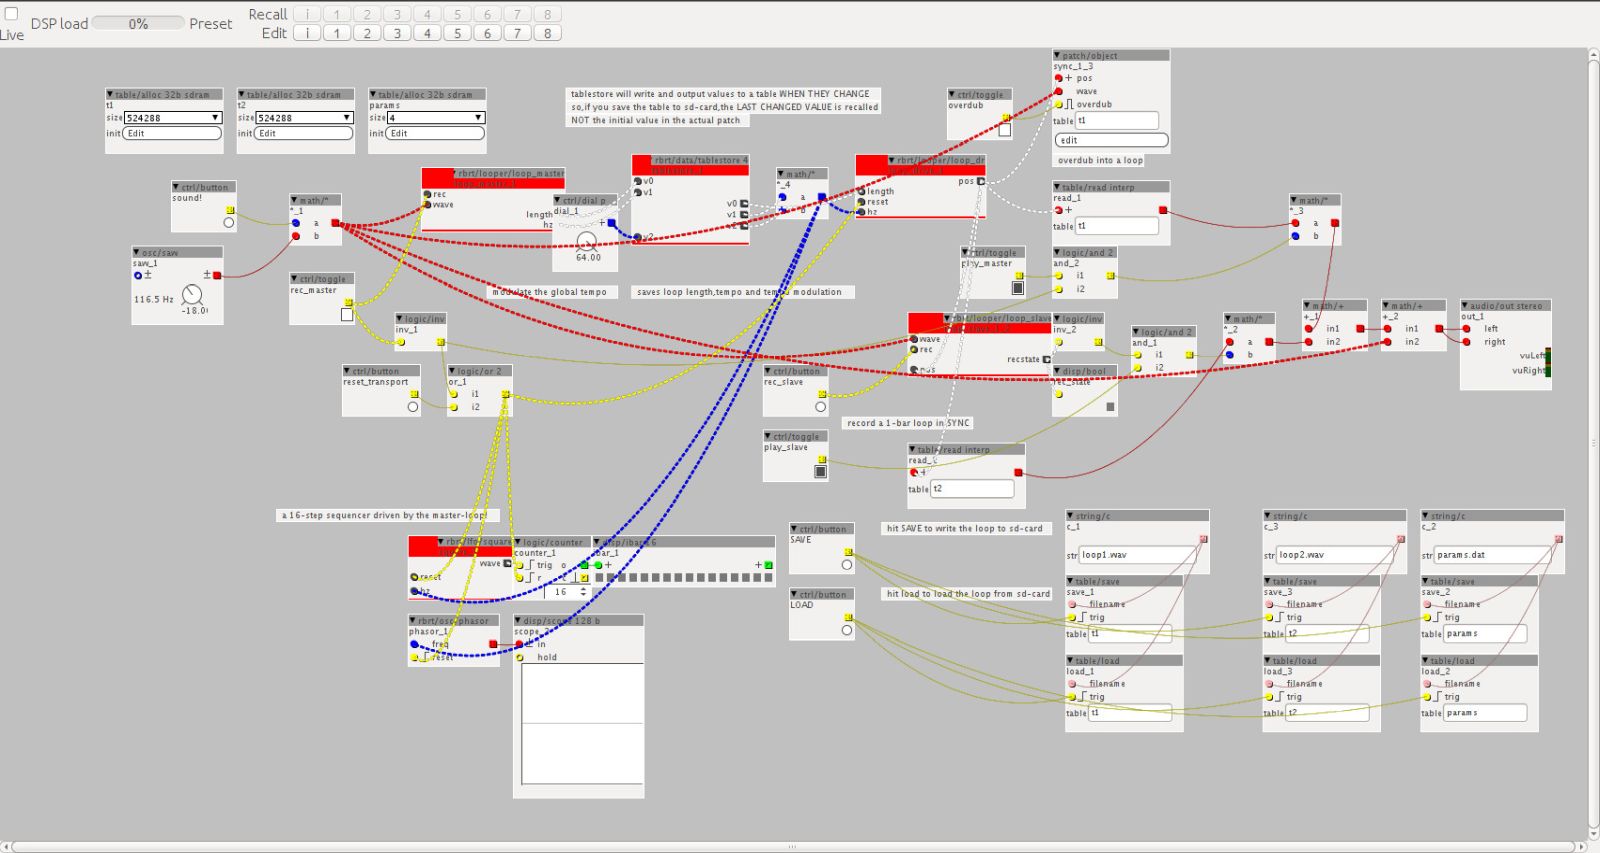 Live
DSP load
0%
Preset
Recall
i 1 2 3 4 5 6 7 8
Edit
i 1 2 3 4 5 6 7 8
table/alloc 32b sdram
t1
size 524288
init Edit
table/alloc 32b sdram
t2
size 524288
init Edit
table/alloc 32b sdram
params
size 4
init Edit
tablestore will write and output values to a table WHEN THEY CHANGE
so,if you save the table to sd-card,the LAST CHANGED VALUE is recalled
NOT the initial value in the actual patch
ctrl/toggle
overdub
patch/object
sync_1_3
+ pos
wave
overdub
table t1
edit
overdub into a loop
ctrl/button
sound!
math/*
*_1
a
b
osc/saw
saw_1
116.5 Hz
ctrl/toggle
rec_master
rbrt/looper/loop_master
rec
wave
length
hz
ctrl/dial p
dial_1
64.00
rbrt/data/tablestore 4
v0
v1
v2
v0
v1
math/*
*_4
a
b
length
reset
hz
pos
table/read interp
read_1
table t1
math/*
*_3
a
b
modulate the global tempo
saves loop length,tempo and tempo modulation
ctrl/toggle
play_master
logic/and 2
and_2
i1
i2
logic/inv
inv_1
ctrl/button
reset_transport
logic/or 2
or_1
i1
i2
ctrl/button
rec_slave
rbrt/looper/loop_slave
wave
rec
pos
recstate
logic/inv
inv_2
disp/bool
rec_state
logic/and 2
and_1
i1
i2
math/*
*_2
a
b
math/+
+_1
in1
in2
math/+
+_2
in1
in2
audio/out stereo
out_1
left
right
vuLeft
vuRight
record a 1-bar loop in SYNC
ctrl/toggle
play_slave
table/read interp
table t2
a 16-step sequencer driven by the master-loop!
rbrt/lfo/square
wave
reset
hz
logic/counter
counter_1
trig o
r
16
bar_1
rbrt/osc/phasor
phasor_1
freq
reset
disp/scope 128 b
in
hold
ctrl/button
SAVE
hit SAVE to write the loop to sd-card
ctrl/button
LOAD
hit load to load the loop from sd-card
string/c
c_1
str loop1.wav
string/c
c_3
str loop2.wav
string/c
c_2
str params.dat
table/save
save_1
filename
trig
table t1
table/save
save_3
filename
trig
table t2
table/save
save_2
filename
trig
table params
table/load
load_1
filename
trig
table t1
table/load
load_3
filename
trig
table t2
table/load
load_2
filename
trig
table params